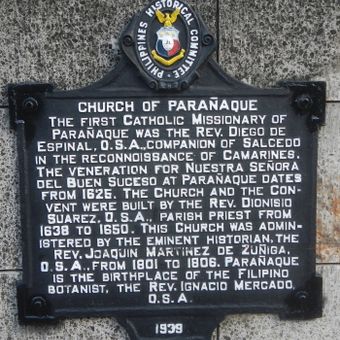 PHILIPPINES HISTORICAL COMMITTEE
CHURCH OF PARAÑAQUE
THE FIRST CATHOLIC MISSIONARY OF
PARAÑAQUE WAS THE REV. DIEGO DE
ESPINAL, O.S.A., COMPANION OF SALCEDO
IN THE RECONNOISSANCE OF CAMARINES.
THE VENERATION FOR NUESTRA SEÑORA
DEL BUEN SUCESO AT PARAÑAQUE DATES
FROM 1625. THE CHURCH AND THE CON-
VENT WERE BUILT BY THE REV. DIONISIO
SUAREZ, O.S.A., PARISH PRIEST FROM
1638 TO 1650. THIS CHURCH WAS ADMIN-
ISTERED BY THE EMINENT HISTORIAN, THE
REV. JOAQUIN MARTINEZ DE ZUÑIGA,
O.S.A., FROM 1801 TO 1806. PARAÑAQUE
IS THE BIRTHPLACE OF THE FILIPINO
BOTANIST, THE REV. IGNACIO MERCADO,
O.S.A.
1939